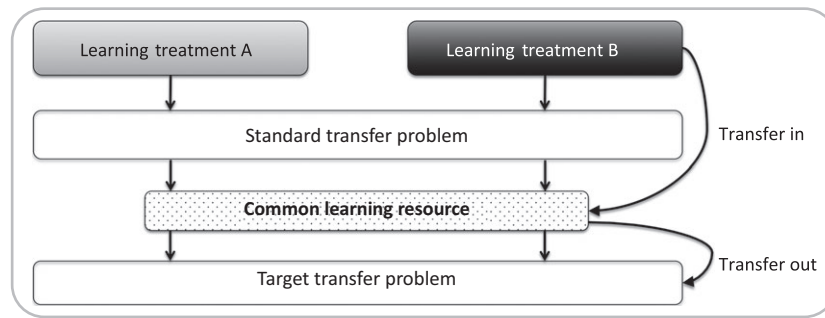 Learning treatment A
Learning treatment B
Standard transfer problem
Transfer in
Common learning resource
Transfer out
Target transfer problem